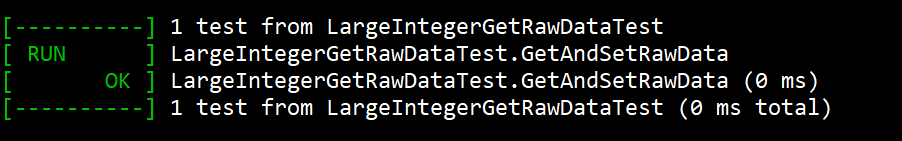 [----------] 1 test from LargeIntegerGetRawDataTest
[ RUN      ] LargeIntegerGetRawDataTest.GetAndSetRawData
[       OK ] LargeIntegerGetRawDataTest.GetAndSetRawData (0 ms)
[----------] 1 test from LargeIntegerGetRawDataTest (0 ms total)